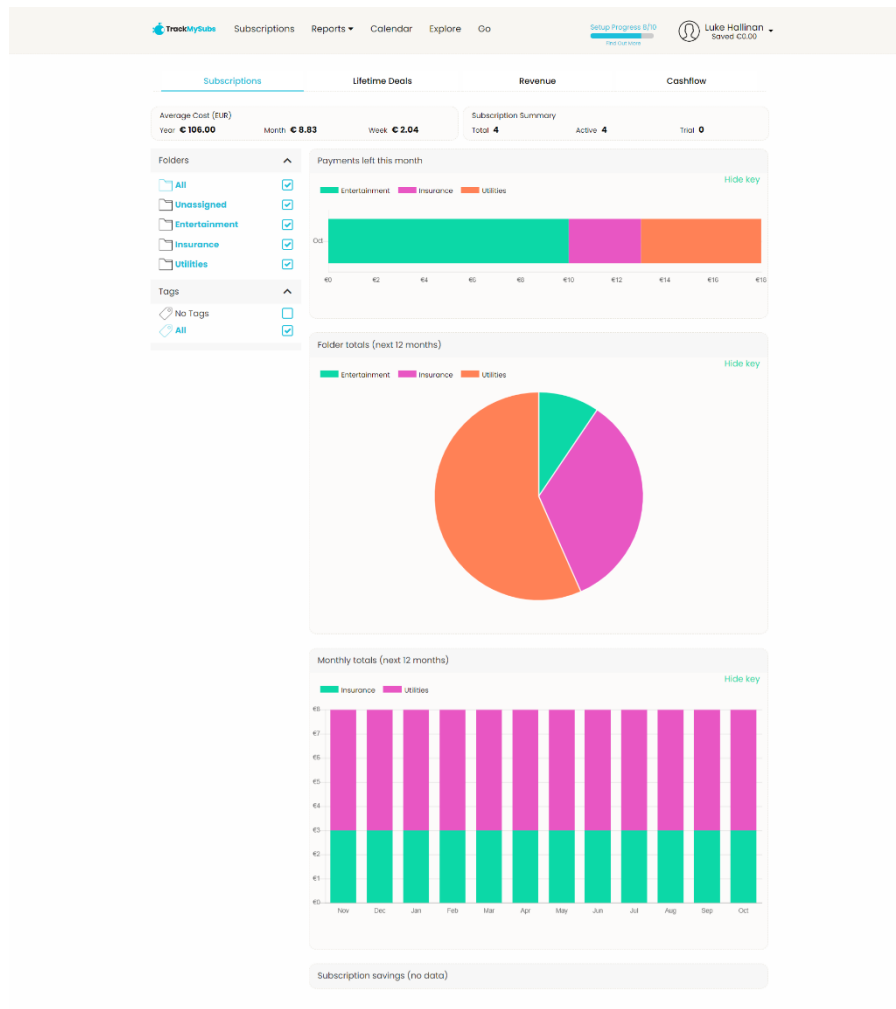 TrackMySubs Subscriptions Reports Calendar Explore Go Setup Progress 8/10 Luke Hallinan
Find Out More Saved €0.00
Subscriptions Lifetime Deals Revenue Cashflow
Average Cost (EUR) Subscription Summary
Year € 106.00 Month € 8.83 Week € 2.04 Total 4 Active 4 Trial 0
Folders
All
Unassigned
Entertainment
Insurance
Utilities
Tags
No Tags
All
Payments left this month
Hide key
Entertainment Insurance Utilities
Od
€0 €2 €4 €6 €8 €10 €12 €14 €16 €18
Folder totals (next 12 months)
Hide key
Entertainment Insurance Utilities
Monthly totals (next 12 months)
Hide key
Insurance Utilities
€8
€7
€6
€5
€4
€3
€2
€1
€0
Nov Dec Jan Feb Mar Apr May Jun Jul Aug Sep Oct
Subscription savings (no data)